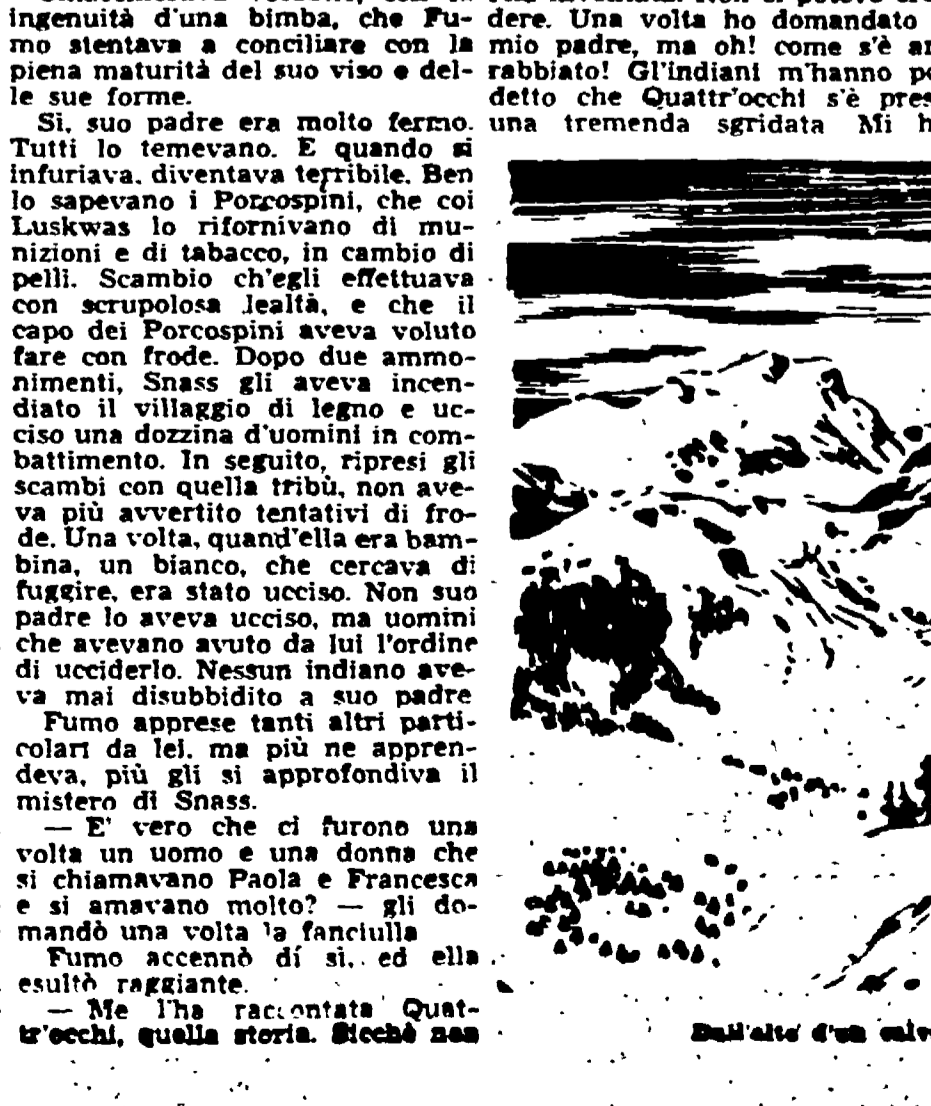 ingenuità d'una bimba, che Fu-
mo stentava a conciliare con la
piena maturità del suo viso e del-
le sue forme.
Sì, suo padre era molto fermo.
Tutti lo temevano. E quando si
infuriava, diventava terribile. Ben
lo sapevano i Porcospini, che coi
Luskwas lo rifornivano di mu-
nizioni e di tabacco, in cambio di
pelli. Scambio ch'egli effettuava
con scrupolosa lealtà, e che il
capo dei Porcospini aveva voluto
fare con frode. Dopo due ammo-
nimenti, Snass gli aveva incen-
diato il villaggio di legno e uc-
ciso una dozzina d'uomini in com-
battimento. In seguito, ripresi gli
scambi con quella tribù, non ave-
va più avvertito tentativi di fro-
de. Una volta, quand'ella era bam-
bina, un bianco, che cercava di
fuggire, era stato ucciso. Non suo
padre lo aveva ucciso, ma uomini
che avevano avuto da lui l'ordine
di ucciderlo. Nessun indiano ave-
va mai disubbidito a suo padre
Fumo apprese tanti altri parti-
colari da lei, ma più ne appren-
deva, più gli si approfondiva il
mistero di Snass.
— E' vero che ci furono una
volta un uomo e una donna che
si chiamavano Paola e Francesca
e si amavano molto? — gli do-
mandò una volta la fanciulla
Fumo accennò di sì, ed ella
esultò raggiante.
— Me l'ha raccontata Quat-
tr'occhi, quella storia. Sicchè non
dere. Una volta ho domandato
mio padre, ma oh! come s'è ar
rabbiato! Gl'indiani m'hanno
detto che Quattr'occhi s'è pres
una tremenda sgridata Mi h
Dall'alto d'un